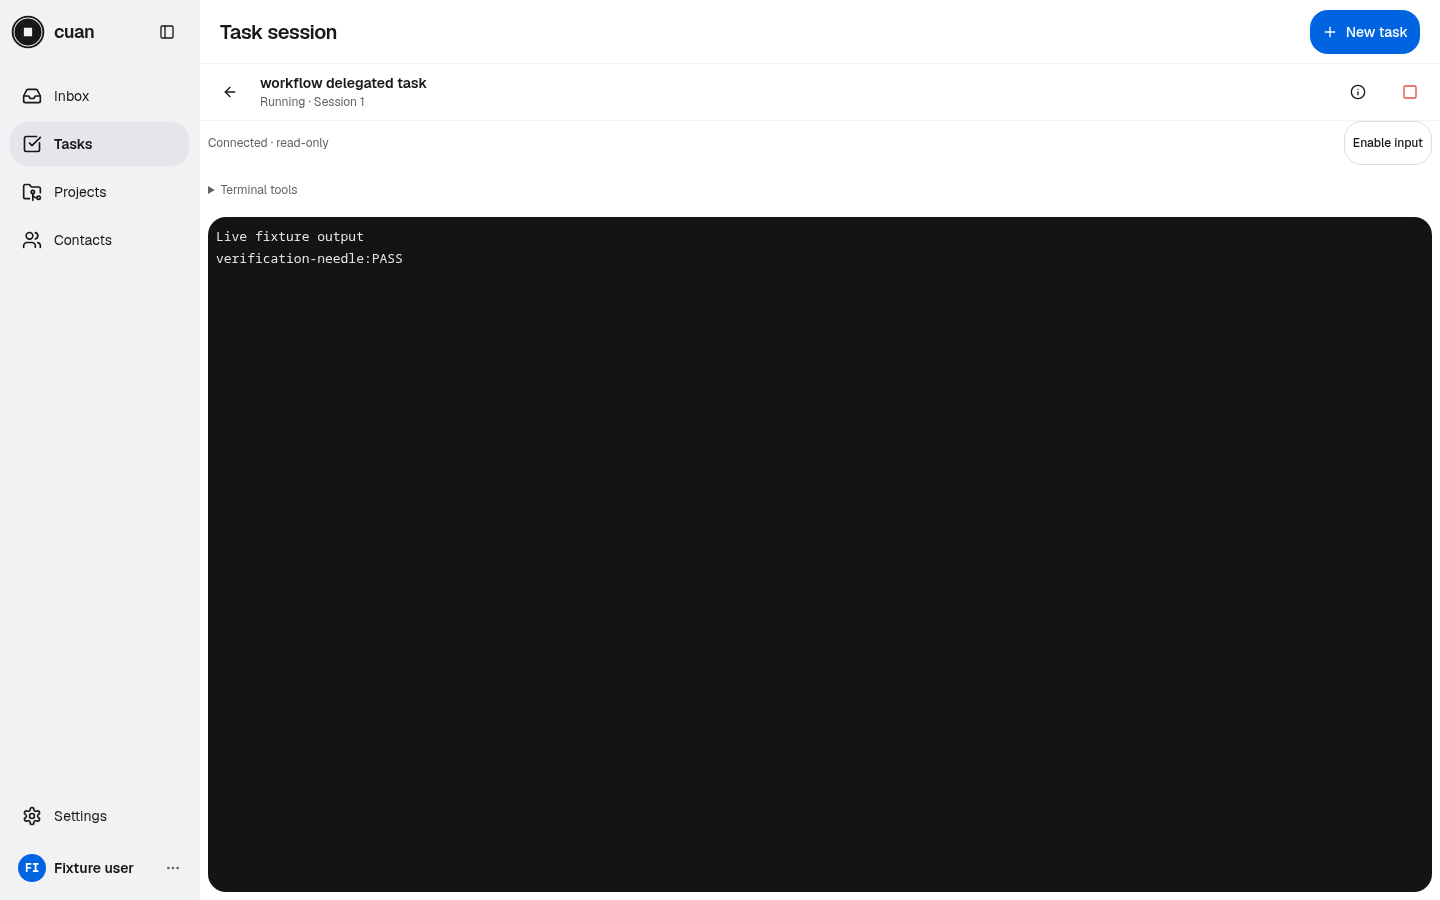 cuan
Inbox
Tasks
Projects
Contacts
Settings
FI
Fixture user
Task session
New task
workflow delegated task
Running · Session 1
Connected · read-only
Enable input
Terminal tools
Live fixture output
verification-needle:PASS